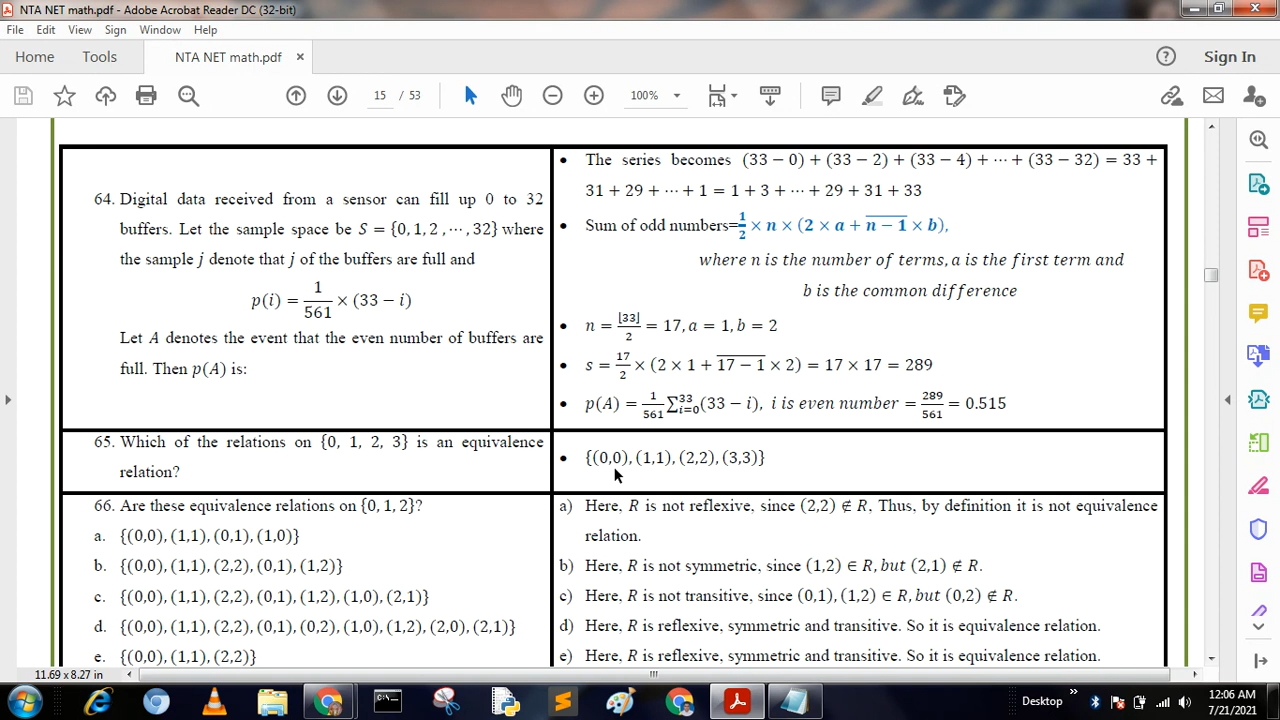 NTA NET math.pdf - Adobe Acrobat Reader DC (32-bit)
File Edit View Sign Window Help
Home Tools NTA NET math.pdf × Sign In
15 / 53 100%
64. Digital data received from a sensor can fill up 0 to 32
buffers. Let the sample space be S = {0, 1, 2 , ⋯ , 32} where
the sample j denote that j of the buffers are full and
p(i) = 1/561 × (33 − i)
Let A denotes the event that the even number of buffers are
full. Then p(A) is:
• The series becomes (33 − 0) + (33 − 2) + (33 − 4) + ⋯ + (33 − 32) = 33 +
31 + 29 + ⋯ + 1 = 1 + 3 + ⋯ + 29 + 31 + 33
• Sum of odd numbers=1/2 × n × (2 × a + n̅ ̅−̅ ̅1̅ × b),
where n is the number of terms, a is the first term and
b is the common difference
• n = ⌊33⌋/2 = 17, a = 1, b = 2
• s = 17/2 × (2 × 1 + 1̅7̅ ̅−̅ ̅1̅ × 2) = 17 × 17 = 289
• p(A) = 1/561 ∑³³ᵢ₌₀(33 − i), i is even number = 289/561 = 0.515
65. Which of the relations on {0, 1, 2, 3} is an equivalence
relation?
• {(0,0), (1,1), (2,2), (3,3)}
66. Are these equivalence relations on {0, 1, 2}?
a. {(0,0), (1,1), (0,1), (1,0)}
b. {(0,0), (1,1), (2,2), (0,1), (1,2)}
c. {(0,0), (1,1), (2,2), (0,1), (1,2), (1,0), (2,1)}
d. {(0,0), (1,1), (2,2), (0,1), (0,2), (1,0), (1,2), (2,0), (2,1)}
e. {(0,0), (1,1), (2,2)}
a) Here, R is not reflexive, since (2,2) ∉ R, Thus, by definition it is not equivalence
relation.
b) Here, R is not symmetric, since (1,2) ∈ R, but (2,1) ∉ R.
c) Here, R is not transitive, since (0,1), (1,2) ∈ R, but (0,2) ∉ R.
d) Here, R is reflexive, symmetric and transitive. So it is equivalence relation.
e) Here, R is reflexive, symmetric and transitive. So it is equivalence relation.
11.69 x 8.27 in
Desktop » 12:06 AM
7/21/2021